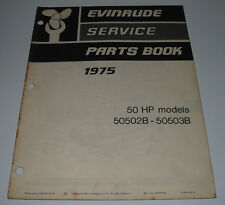 EVINRUDE
SERVICE
PARTS BOOK
1975
50 HP models
50502B - 50503B